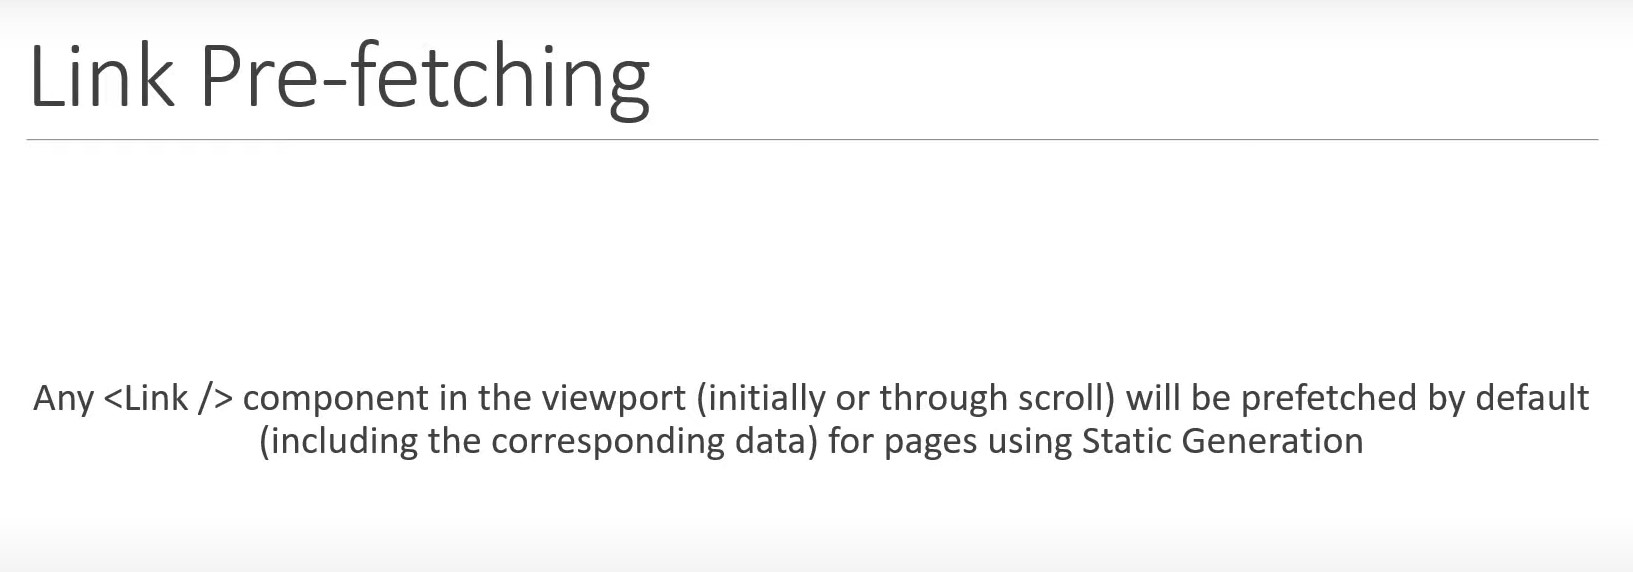 Link Pre-fetching
Any <Link /> component in the viewport (initially or through scroll) will be prefetched by default
(including the corresponding data) for pages using Static Generation